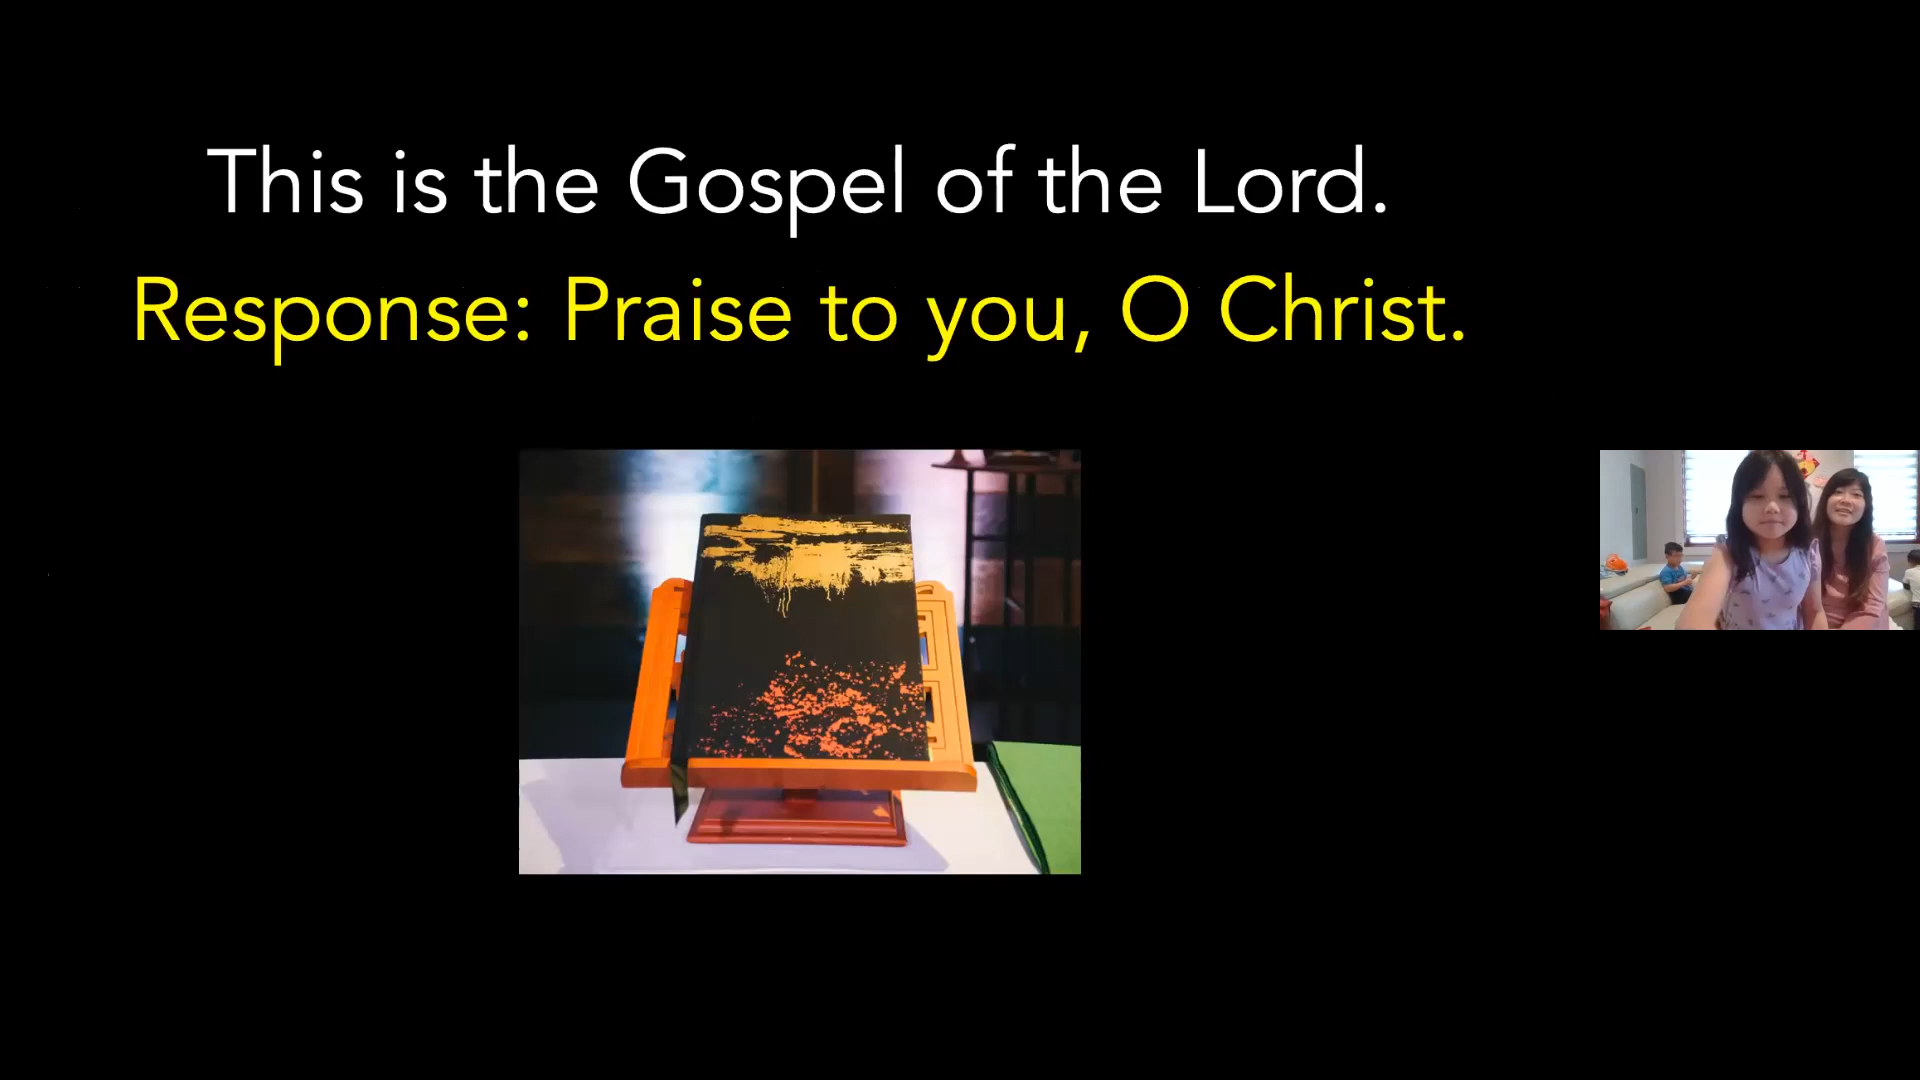 This is the Gospel of the Lord.
Response: Praise to you, O Christ.